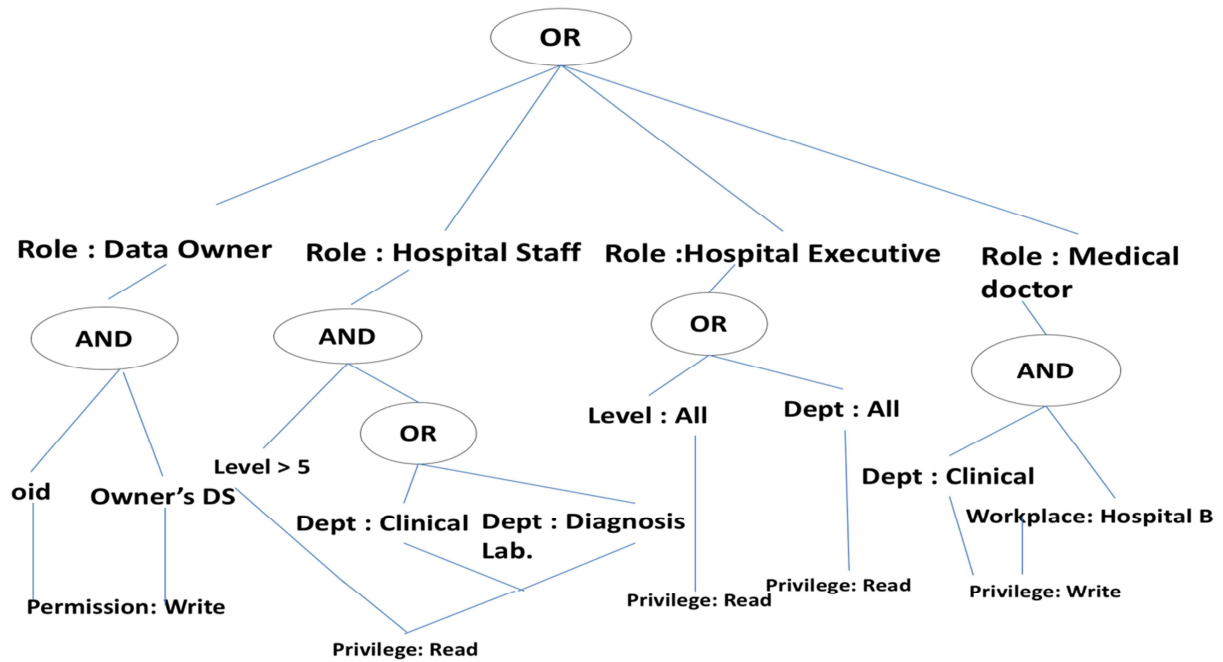 OR
Role : Data Owner
Role : Hospital Staff
Role :Hospital Executive
Role : Medical
doctor
AND
AND
OR
AND
OR
Level : All
Dept : All
Level > 5
Dept : Clinical
oid
Owner's DS
Dept : Clinical
Dept : Diagnosis
Lab.
Workplace: Hospital B
Permission: Write
Privilege: Read
Privilege: Read
Privilege: Read
Privilege: Write